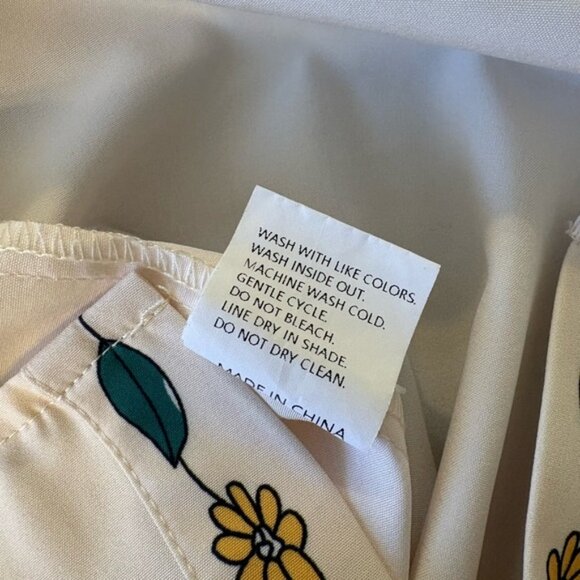 WASH WITH LIKE COLORS.
WASH INSIDE OUT.
MACHINE WASH COLD.
GENTLE CYCLE.
DO NOT BLEACH.
LINE DRY IN SHADE.
DO NOT DRY CLEAN.
MADE IN CHINA